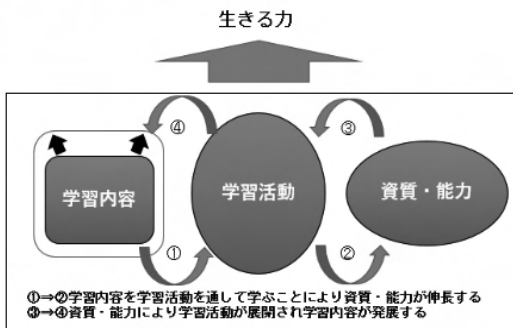 生きる力
④
③
学習内容
学習活動
資質・能力
①
②
①⇒②学習内容を学習活動を通して学ぶことにより資質・能力が伸長する
③⇒④資質・能力により学習活動が展開され学習内容が発展する